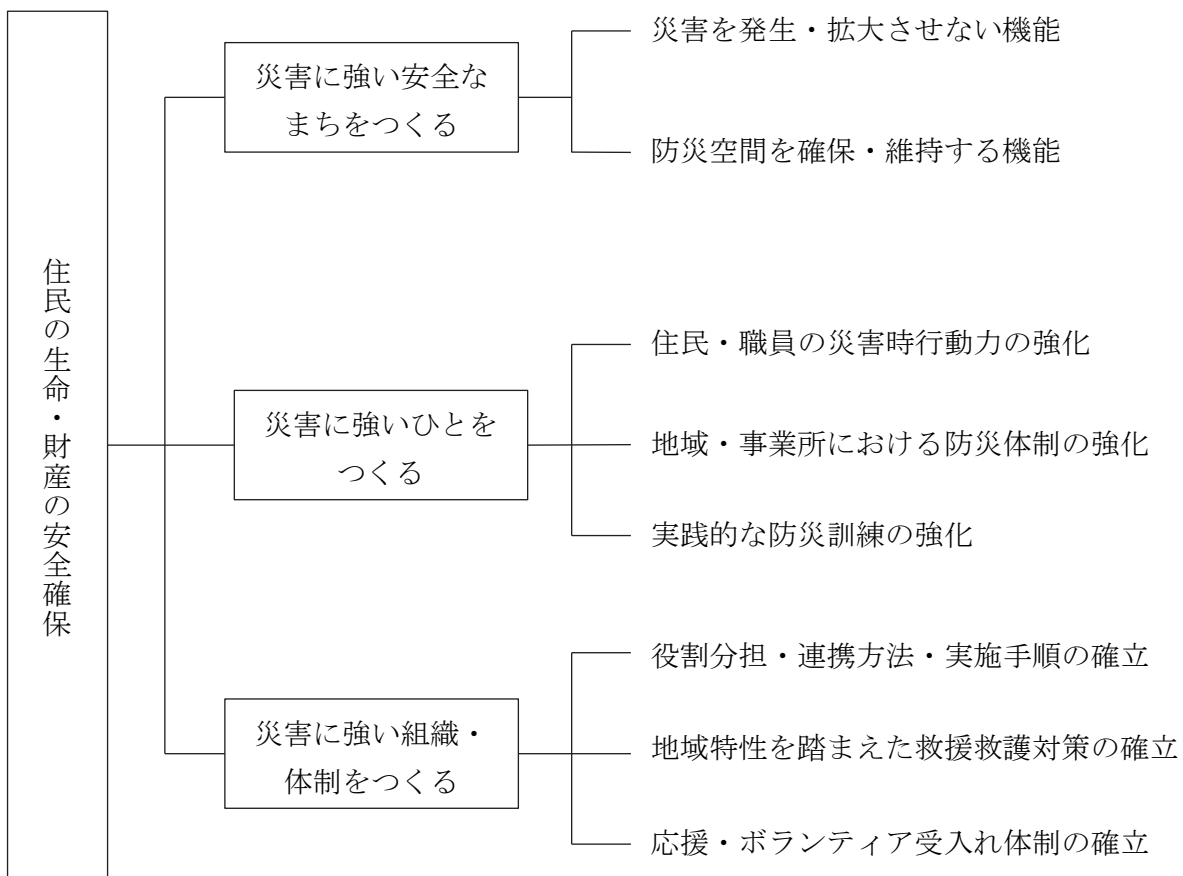 住民の生命・財産の安全確保
災害に強い安全な
まちをつくる
災害を発生・拡大させない機能
防災空間を確保・維持する機能
災害に強いひとを
つくる
住民・職員の災害時行動力の強化
地域・事業所における防災体制の強化
実践的な防災訓練の強化
災害に強い組織・
体制をつくる
役割分担・連携方法・実施手順の確立
地域特性を踏まえた救援救護対策の確立
応援・ボランティア受入れ体制の確立